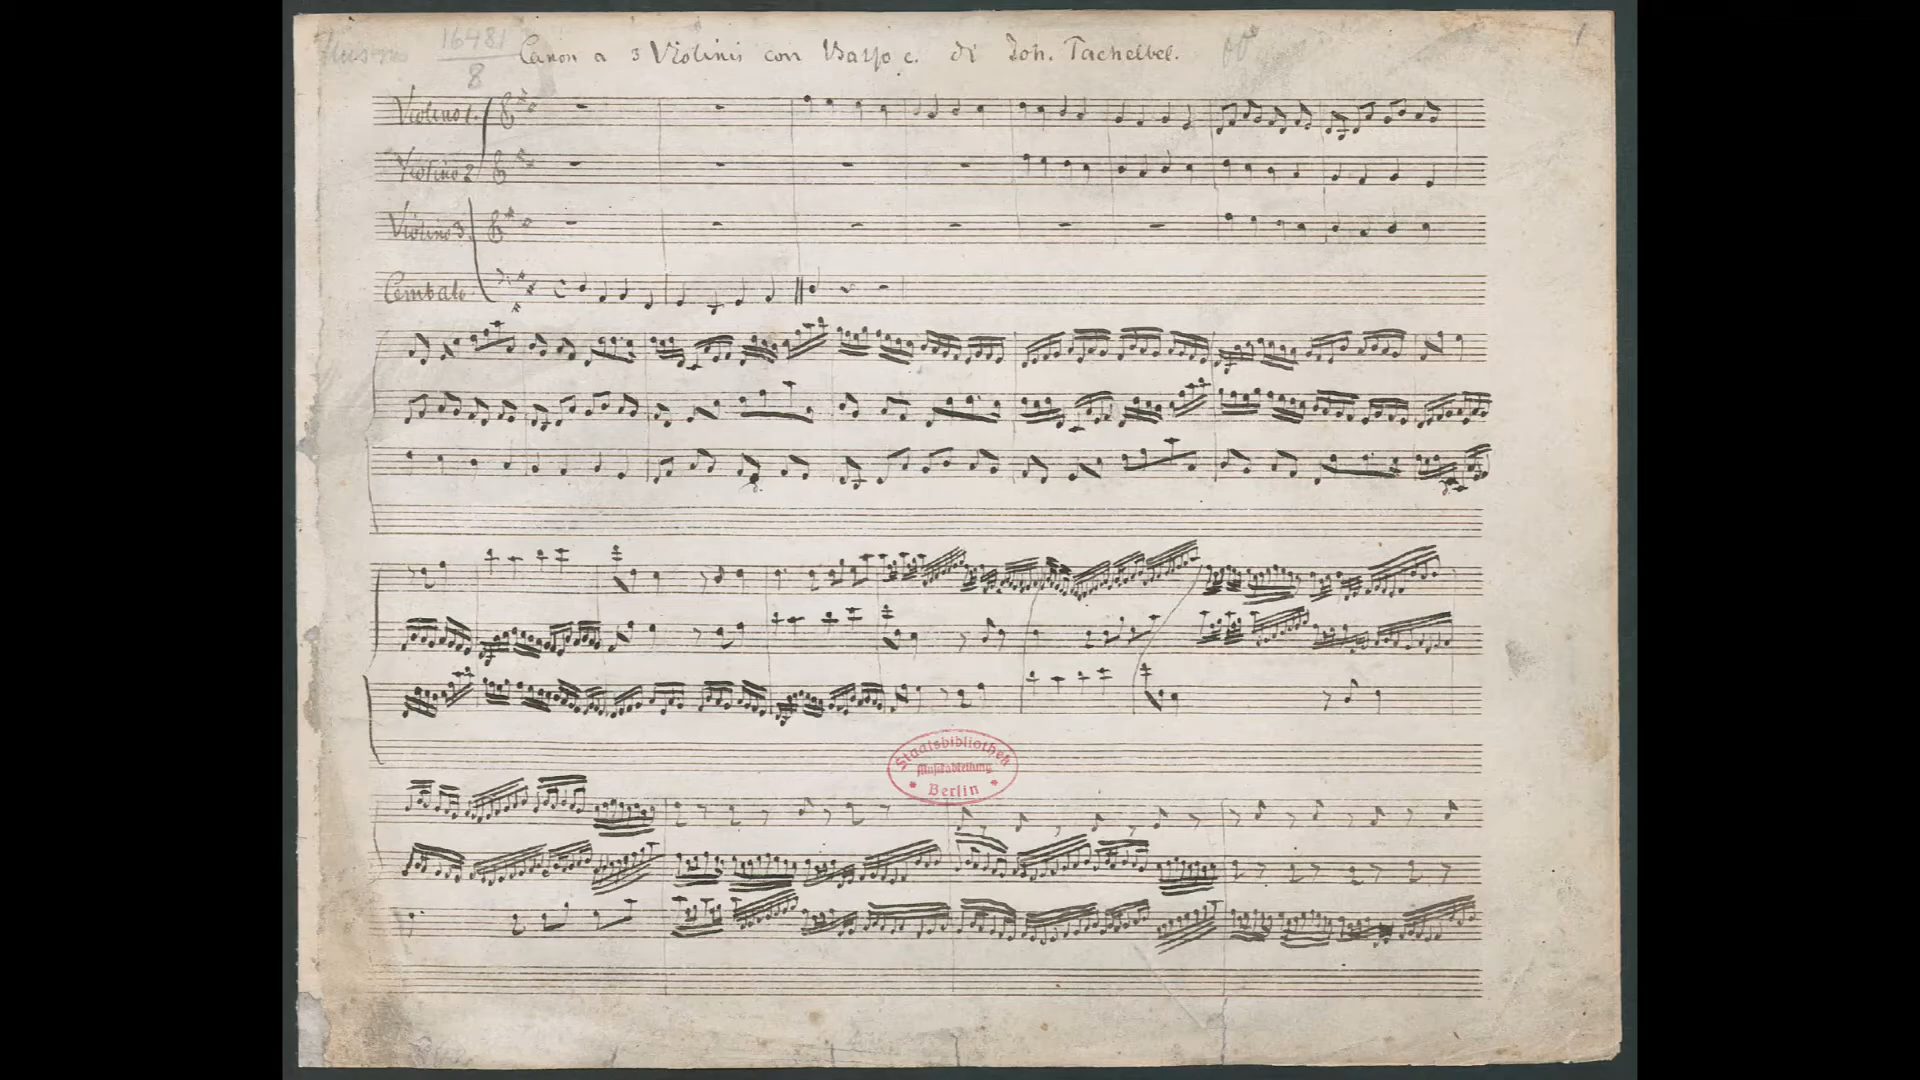 16481
8
Canon a 3 Violinis con Basso c. di Joh. Pachelbel.
Violino 1.
Violino 2
Violino 3.
Cembalo.
Staatsbibliothek
Musikabteilung
Berlin